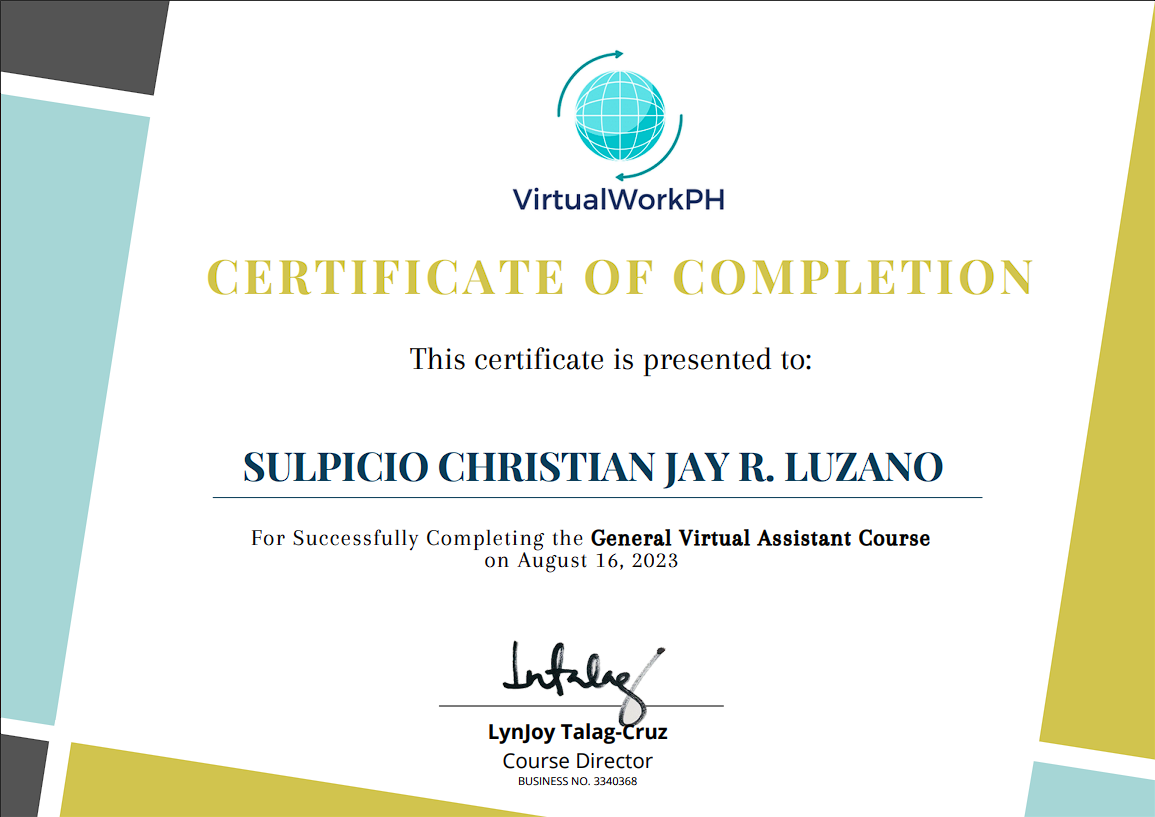 VirtualWorkPH
CERTIFICATE OF COMPLETION
This certificate is presented to:
SULPICIO CHRISTIAN JAY R. LUZANO
For Successfully Completing the General Virtual Assistant Course
on August 16, 2023
LynJoy Talag-Cruz
Course Director
BUSINESS NO. 3340368